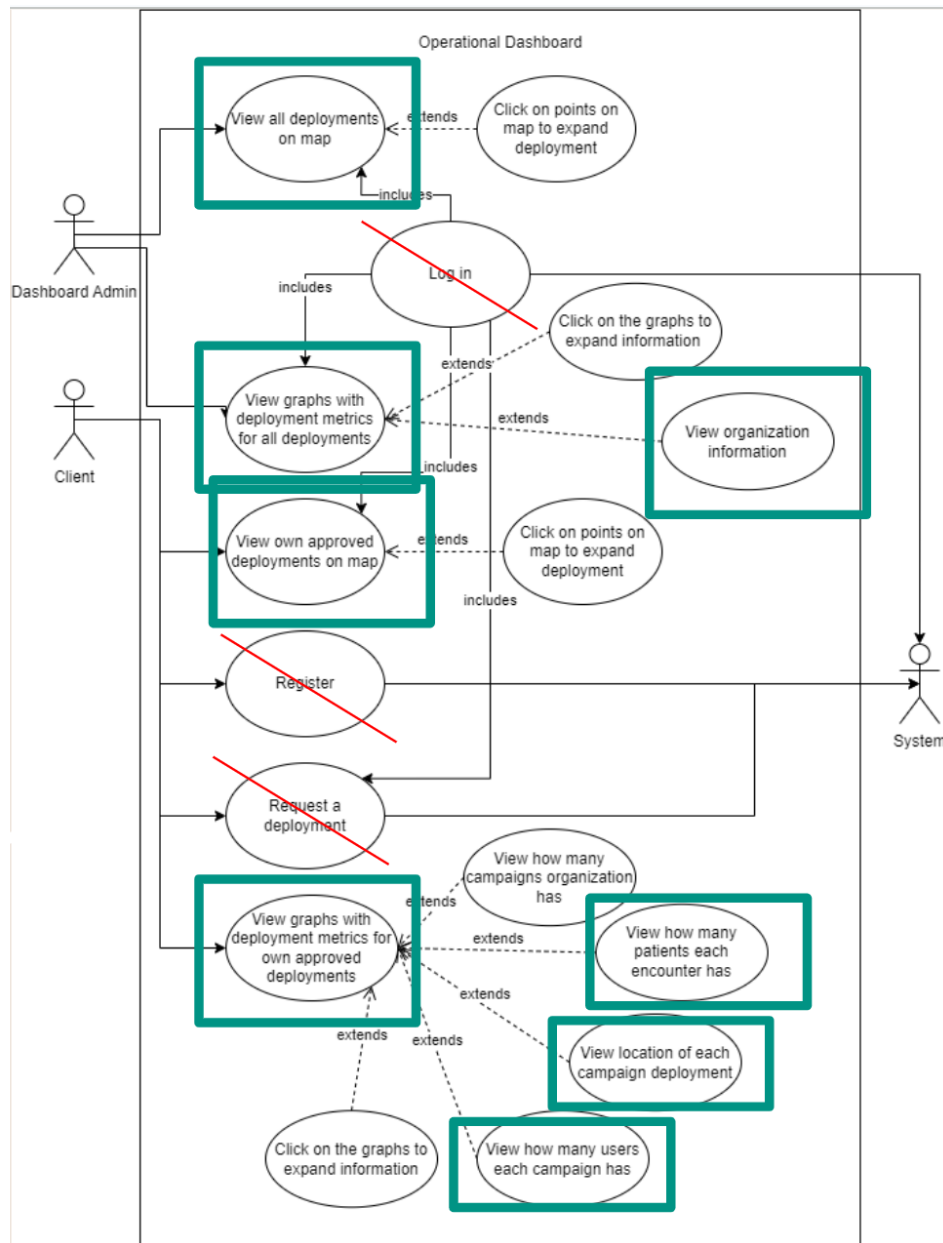 Operational Dashboard
View all deployments
on map
extends
Click on points on
map to expand
deployment
includes
Dashboard Admin
Log in
includes
Click on the graphs to
expand information
extends
View graphs with
deployment metrics
for all deployments
extends
View organization
information
Client
includes
View own approved
deployments on map
extends
Click on points on
map to expand
deployment
includes
Register
System
Request a
deployment
View how many
campaigns organization
has
extends
View graphs with
deployment metrics for
own approved
deployments
extends
View how many
patients each
encounter has
extends
extends
extends
View location of each
campaign deployment
Click on the graphs to
expand information
View how many users
each campaign has